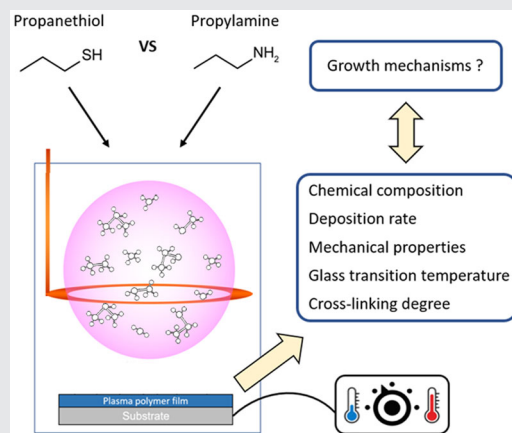 Propanethiol
VS
Propylamine
SH
NH2
Growth mechanisms ?
Chemical composition
Deposition rate
Mechanical properties
Glass transition temperature
Cross-linking degree
Plasma polymer film
Substrate